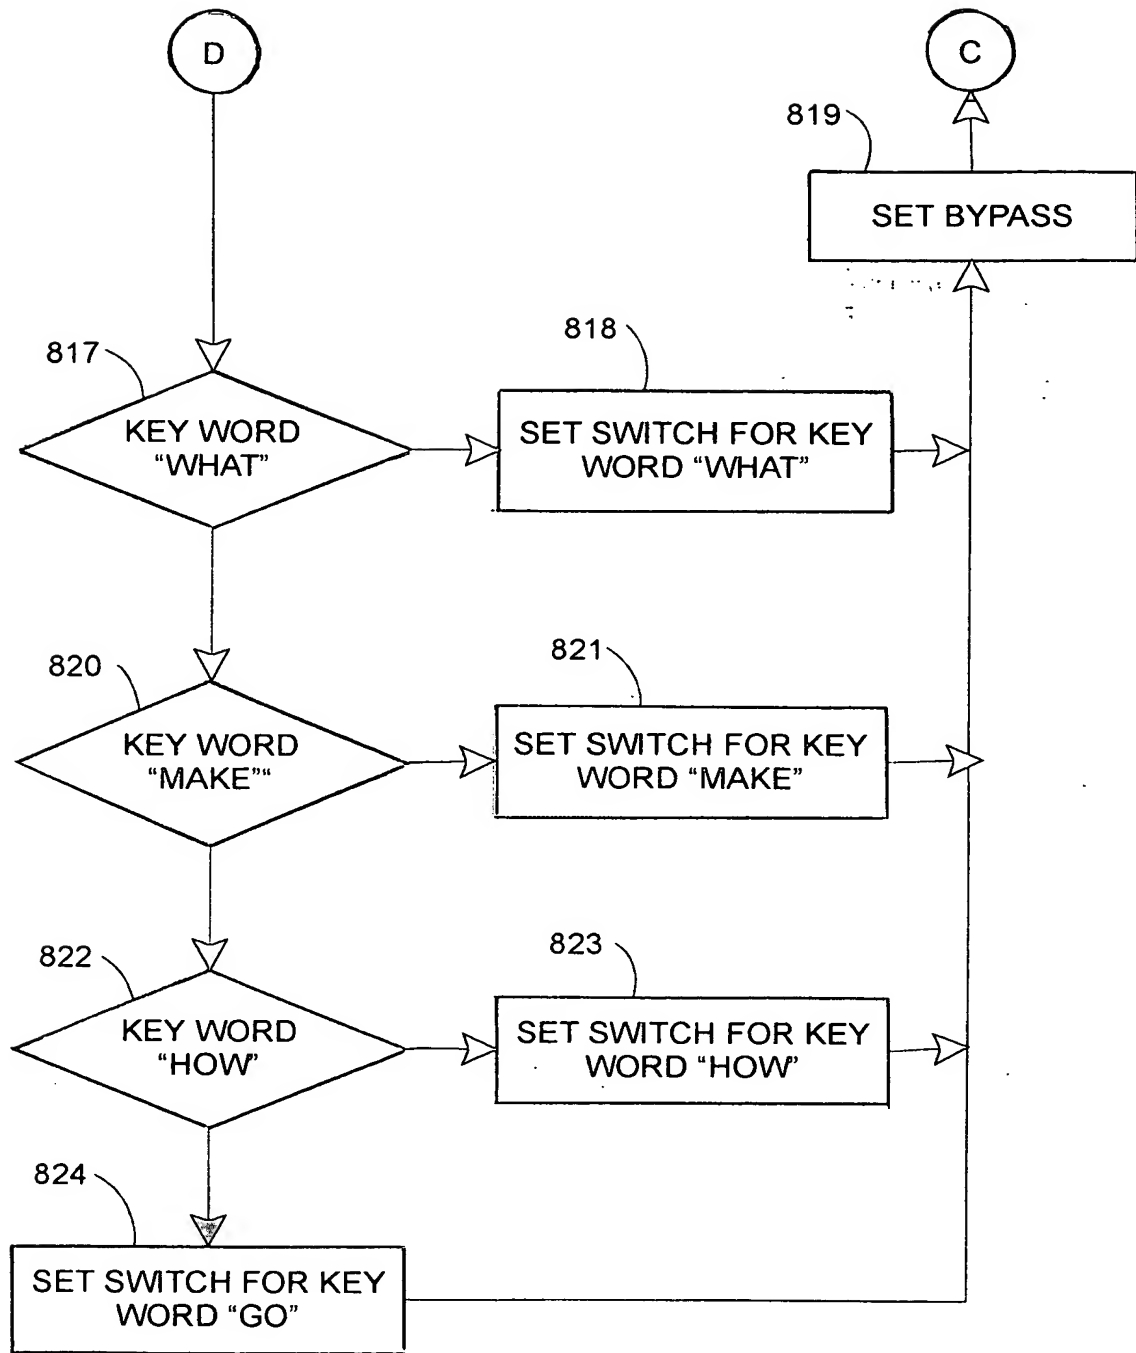 D
C
819
SET BYPASS
817
KEY WORD
“WHAT”
818
SET SWITCH FOR KEY
WORD “WHAT”
820
KEY WORD
“MAKE”“
821
SET SWITCH FOR KEY
WORD “MAKE”
822
KEY WORD
“HOW”
823
SET SWITCH FOR KEY
WORD “HOW”
824
SET SWITCH FOR KEY
WORD “GO”